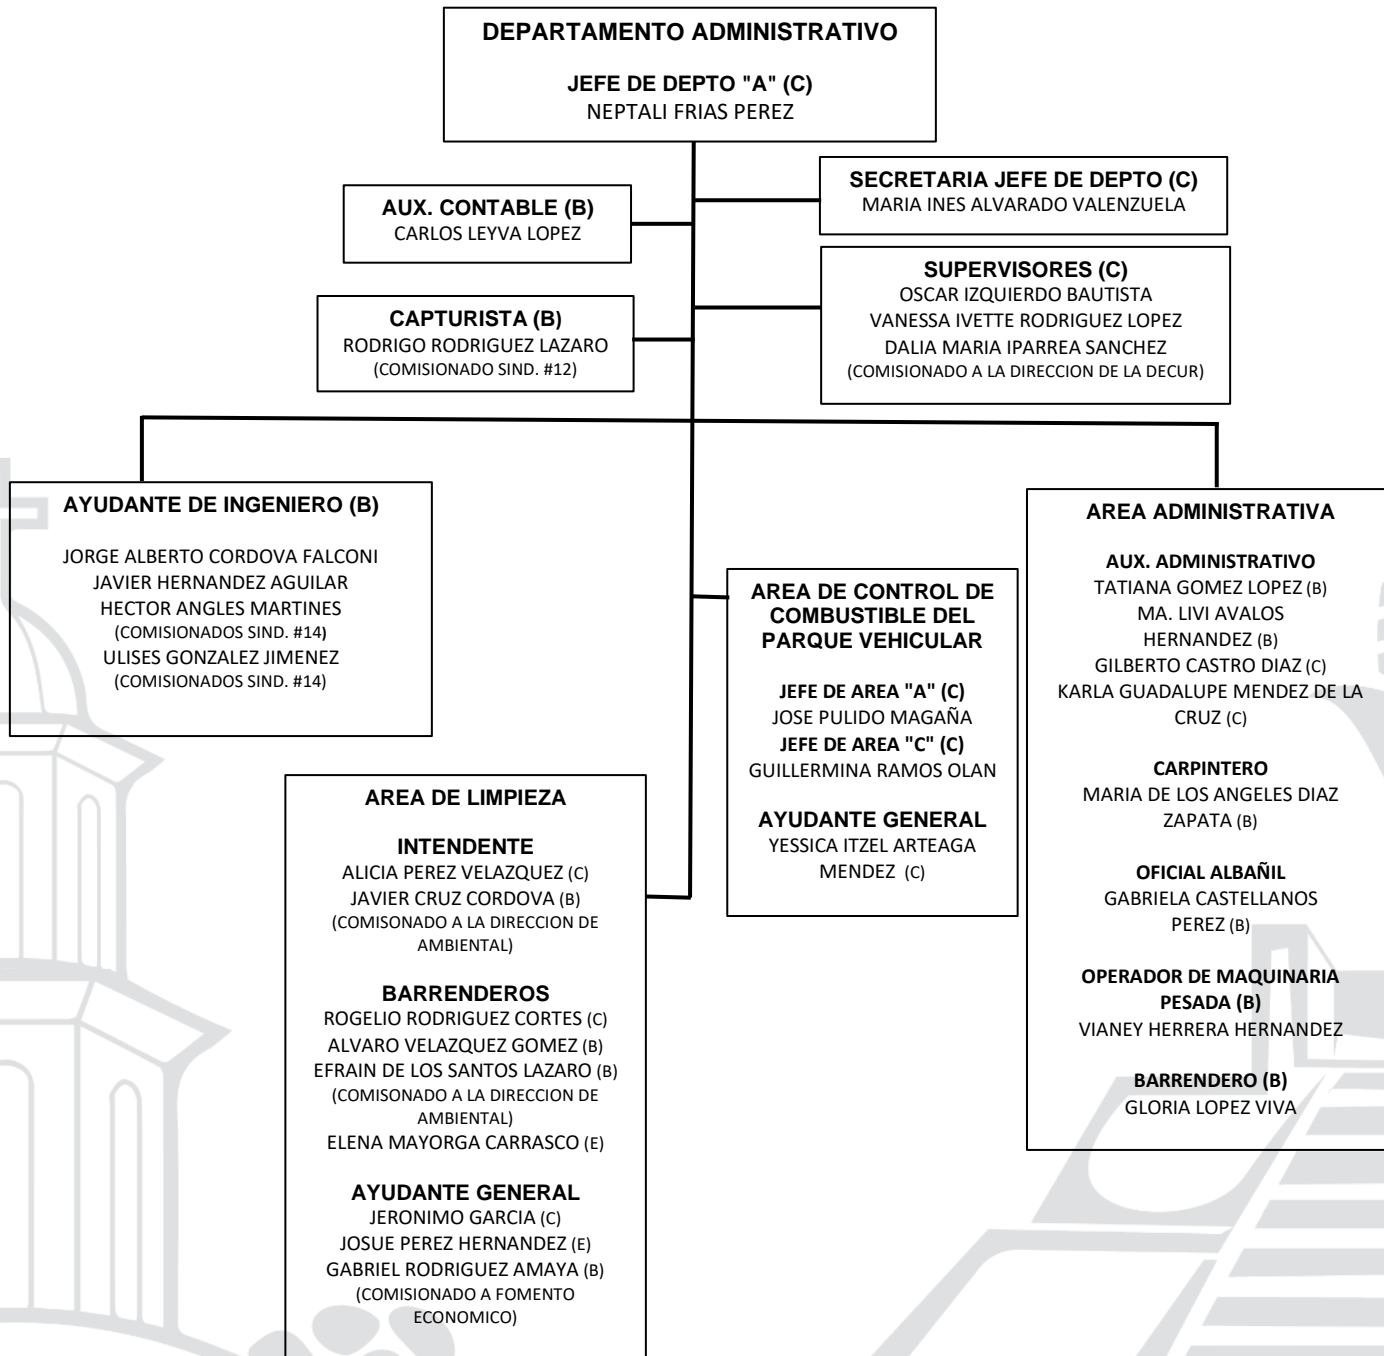 DEPARTAMENTO ADMINISTRATIVO
JEFE DE DEPTO "A" (C)
NEPTALI FRIAS PEREZ
AUX. CONTABLE (B)
CARLOS LEYVA LOPEZ
SECRETARIA JEFE DE DEPTO (C)
MARIA INES ALVARADO VALENZUELA
CAPTURISTA (B)
RODRIGO RODRIGUEZ LAZARO
(COMISIONADO SIND. #12)
SUPERVISORES (C)
OSCAR IZQUIERDO BAUTISTA
VANESSA IVETTE RODRIGUEZ LOPEZ
DALIA MARIA IPARREA SANCHEZ
(COMISIONADO A LA DIRECCION DE LA DECUR)
AYUDANTE DE INGENIERO (B)
JORGE ALBERTO CORDOVA FALCONI
JAVIER HERNANDEZ AGUILAR
HECTOR ANGLES MARTINES
(COMISIONADOS SIND. #14)
ULISES GONZALEZ JIMENEZ
(COMISIONADOS SIND. #14)
AREA DE LIMPIEZA
INTENDENTE
ALICIA PEREZ VELAZQUEZ (C)
JAVIER CRUZ CORDOVA (B)
(COMISONADO A LA DIRECCION DE
AMBIENTAL)
BARRENDEROS
ROGELIO RODRIGUEZ CORTES (C)
ALVARO VELAZQUEZ GOMEZ (B)
EFRAIN DE LOS SANTOS LAZARO (B)
(COMISONADO A LA DIRECCION DE
AMBIENTAL)
ELENA MAYORGA CARRASCO (E)
AYUDANTE GENERAL
JERONIMO GARCIA (C)
JOSUE PEREZ HERNANDEZ (E)
GABRIEL RODRIGUEZ AMAYA (B)
(COMISIONADO A FOMENTO
ECONOMICO)
AREA DE CONTROL DE
COMBUSTIBLE DEL
PARQUE VEHICULAR
JEFE DE AREA "A" (C)
JOSE PULIDO MAGAÑA
JEFE DE AREA "C" (C)
GUILLERMINA RAMOS OLAN
AYUDANTE GENERAL
YESSICA ITZEL ARTEAGA
MENDEZ (C)
AREA ADMINISTRATIVA
AUX. ADMINISTRATIVO
TATIANA GOMEZ LOPEZ (B)
MA. LIVI AVALOS
HERNANDEZ (B)
GILBERTO CASTRO DIAZ (C)
KARLA GUADALUPE MENDEZ DE LA
CRUZ (C)
CARPINTERO
MARIA DE LOS ANGELES DIAZ
ZAPATA (B)
OFICIAL ALBAÑIL
GABRIELA CASTELLANOS
PEREZ (B)
OPERADOR DE MAQUINARIA
PESADA (B)
VIANEY HERRERA HERNANDEZ
BARRENDERO (B)
GLORIA LOPEZ VIVA